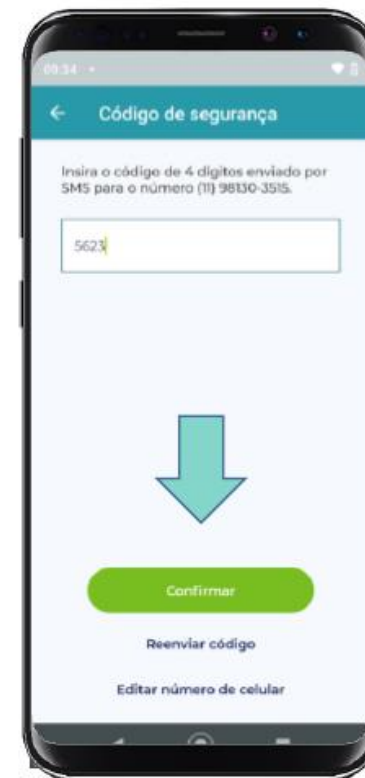 09:34
Código de segurança
Insira o código de 4 dígitos enviado por
SMS para o número (11) 98130-3515.
5623
Confirmar
Reenviar código
Editar número de celular